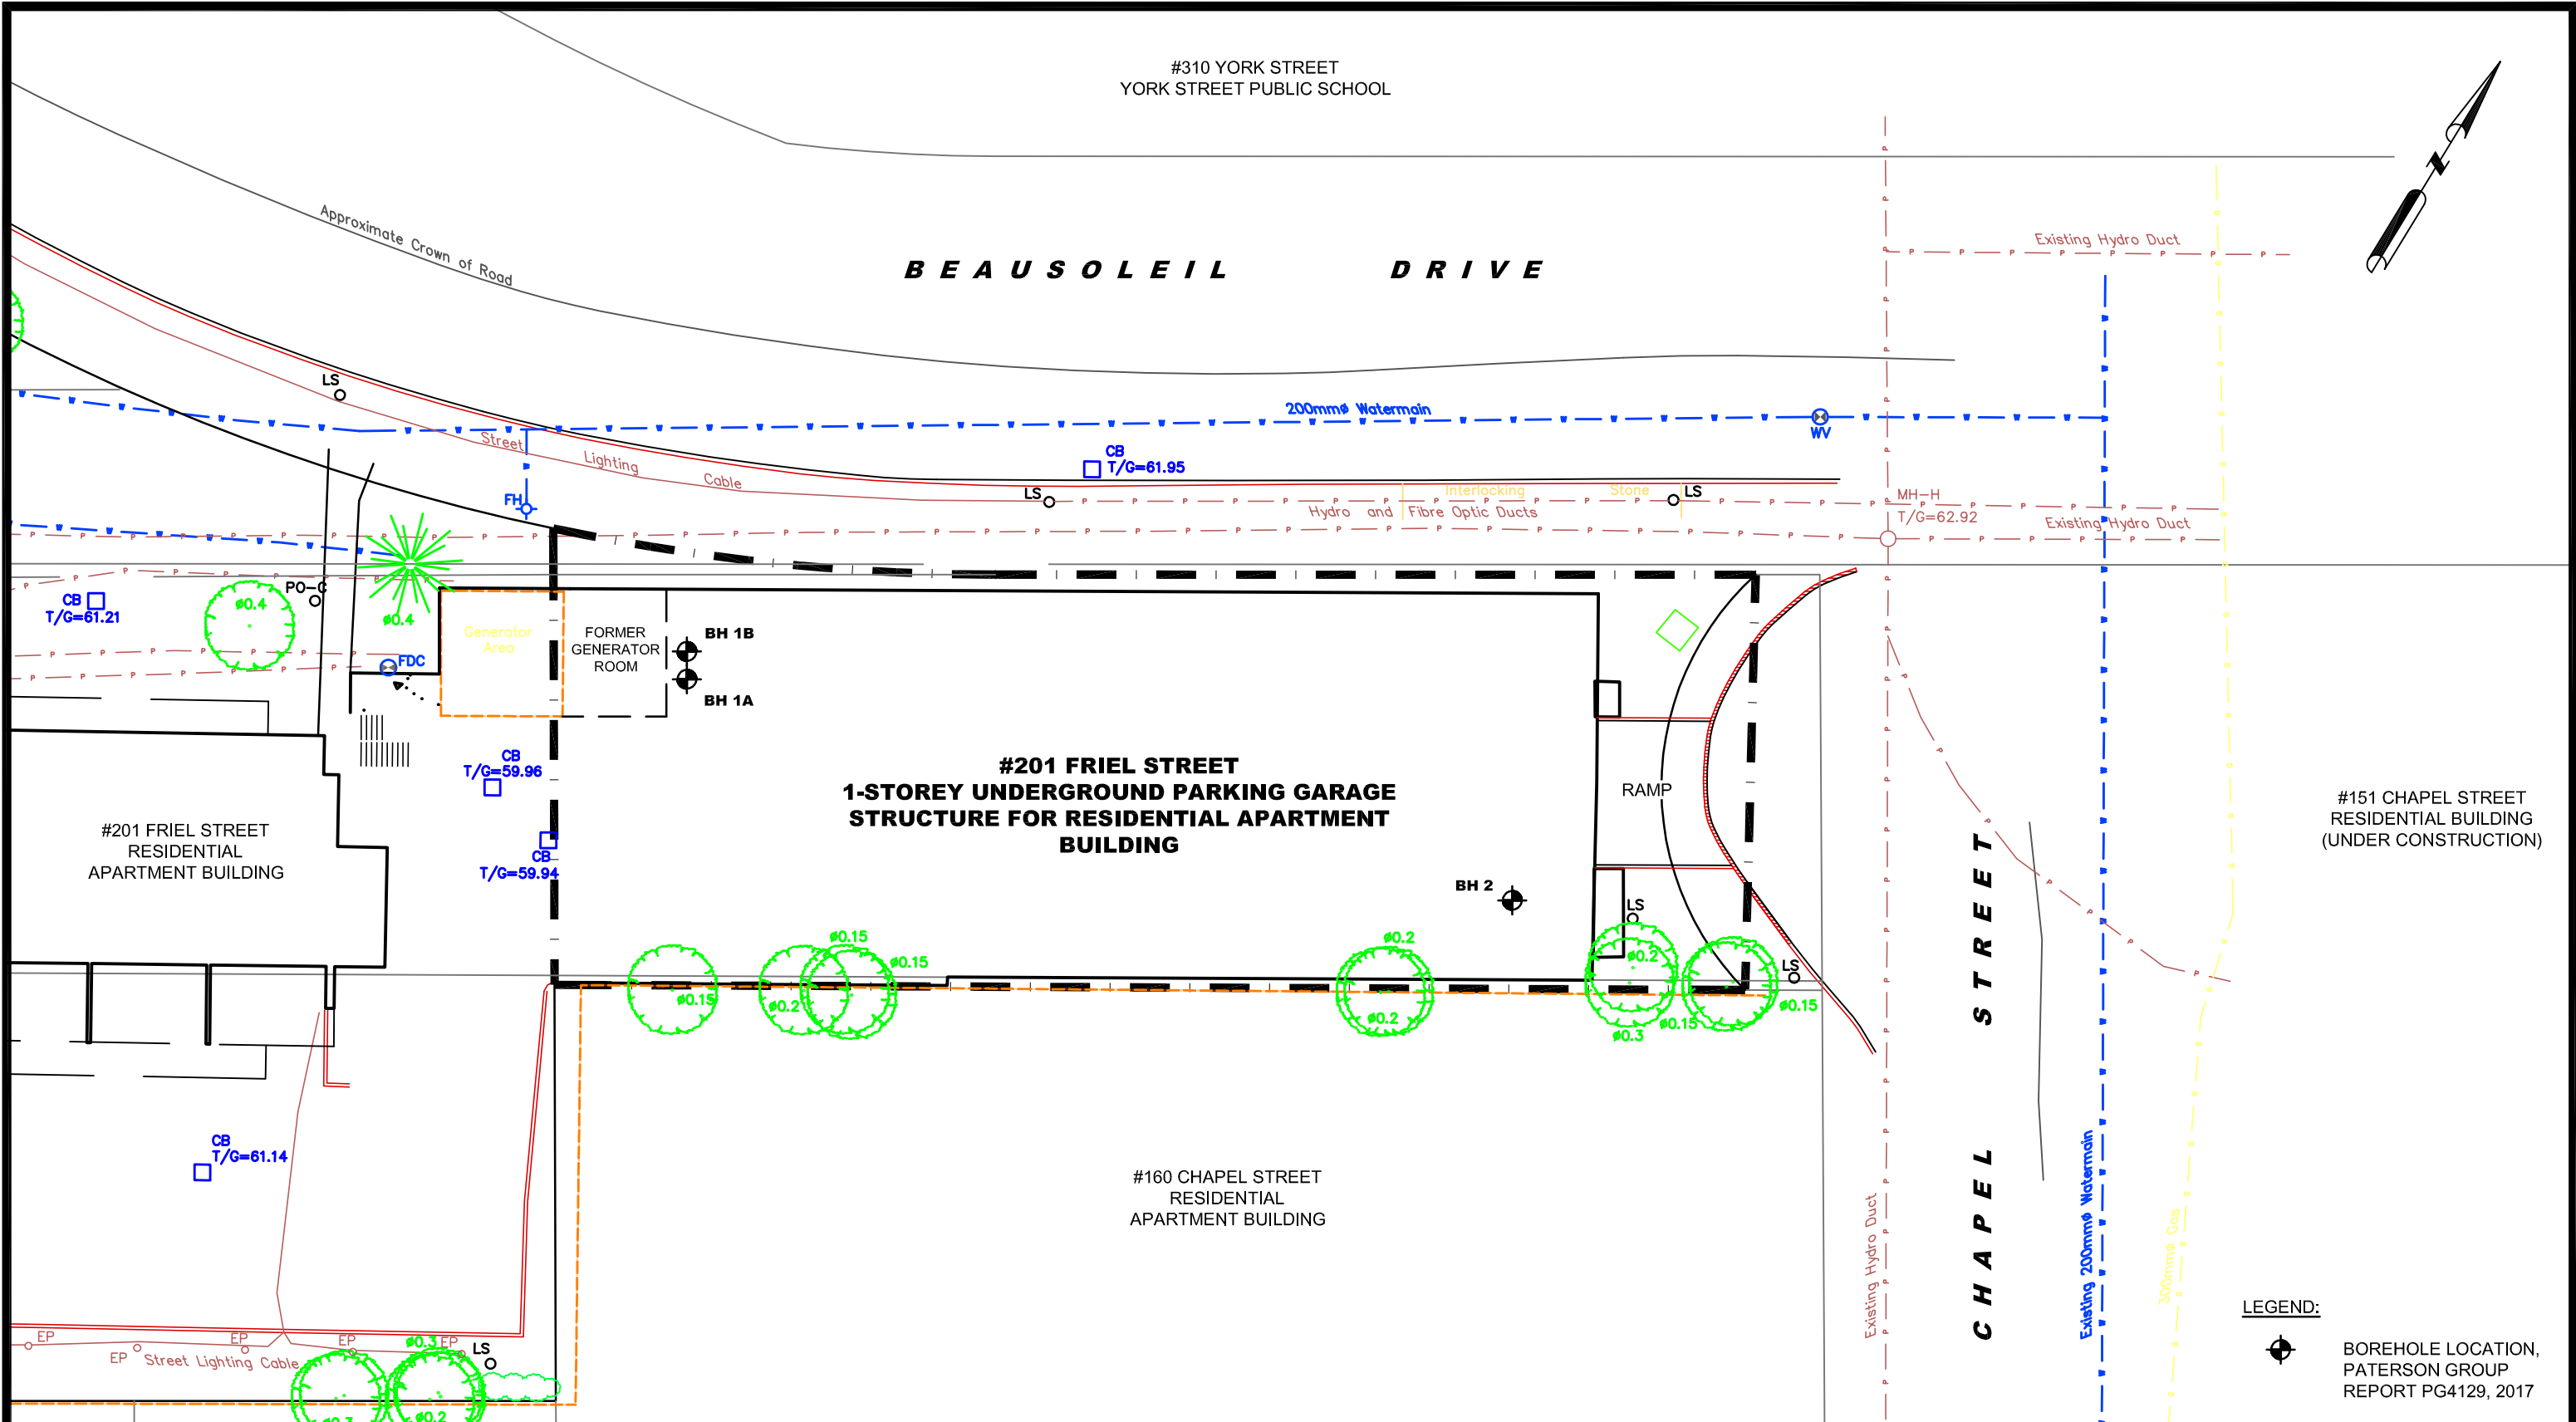 #310 YORK STREET
YORK STREET PUBLIC SCHOOL
N
Approximate Crown of Road
BEAUSOLEIL DRIVE
Existing Hydro Duct
LS
200mmø Watermain
WV
Street Lighting Cable
CB
T/G=61.95
FH
LS
Interlocking Stone
LS
Hydro and Fibre Optic Ducts
MH-H
T/G=62.92
Existing Hydro Duct
CB
T/G=61.21
ø0.4
PO-C
ø0.4
Generator
Area
FORMER
GENERATOR
ROOM
BH 1B
BH 1A
FDC
CB
T/G=59.96
#201 FRIEL STREET
1-STOREY UNDERGROUND PARKING GARAGE
STRUCTURE FOR RESIDENTIAL APARTMENT
BUILDING
RAMP
#151 CHAPEL STREET
RESIDENTIAL BUILDING
(UNDER CONSTRUCTION)
#201 FRIEL STREET
RESIDENTIAL
APARTMENT BUILDING
CB
T/G=59.94
BH 2
LS
ø0.15
ø0.15
ø0.2
ø0.2
LS
ø0.15
ø0.2
ø0.2
ø0.3
ø0.15
ø0.15
CHAPEL STREET
CB
T/G=61.14
#160 CHAPEL STREET
RESIDENTIAL
APARTMENT BUILDING
Existing Hydro Duct
Existing 200mmø Watermain
300mmø Gas
EP
EP
EP
EP
EP
Street Lighting Cable
ø0.3
LS
ø0.3
ø0.2
LEGEND:
BOREHOLE LOCATION,
PATERSON GROUP
REPORT PG4129, 2017